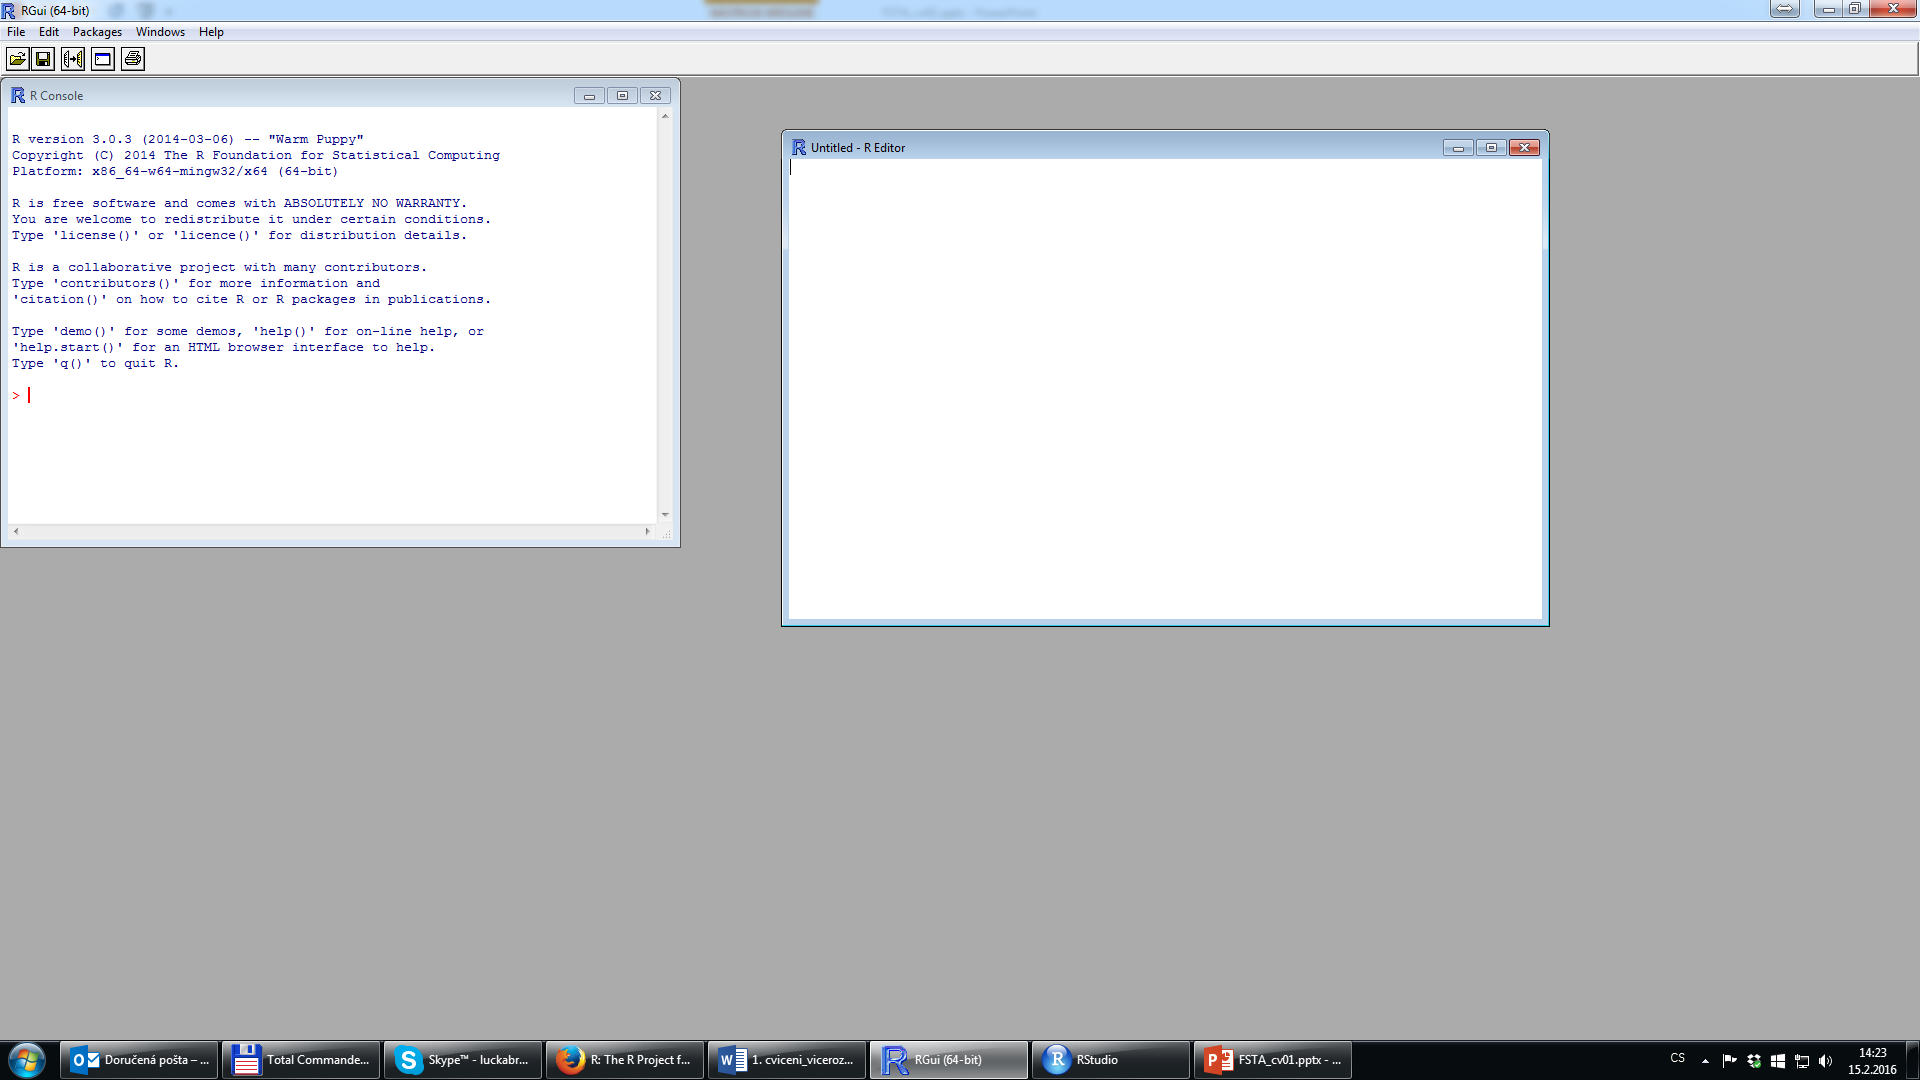 RGui (64-bit)
File Edit Packages Windows Help
R Console
R version 3.0.3 (2014-03-06) -- "Warm Puppy"
Copyright (C) 2014 The R Foundation for Statistical Computing
Platform: x86_64-w64-mingw32/x64 (64-bit)
R is free software and comes with ABSOLUTELY NO WARRANTY.
You are welcome to redistribute it under certain conditions.
Type 'license()' or 'licence()' for distribution details.
R is a collaborative project with many contributors.
Type 'contributors()' for more information and
'citation()' on how to cite R or R packages in publications.
Type 'demo()' for some demos, 'help()' for on-line help, or
'help.start()' for an HTML browser interface to help.
Type 'q()' to quit R.
>
Untitled - R Editor
Doručená pošta – ...
Total Commande...
Skype™ - luckabr...
R: The R Project f...
1. cviceni_viceroz...
RGui (64-bit)
RStudio
FSTA_cv01.pptx - ...
CS
14:23
15.2.2016